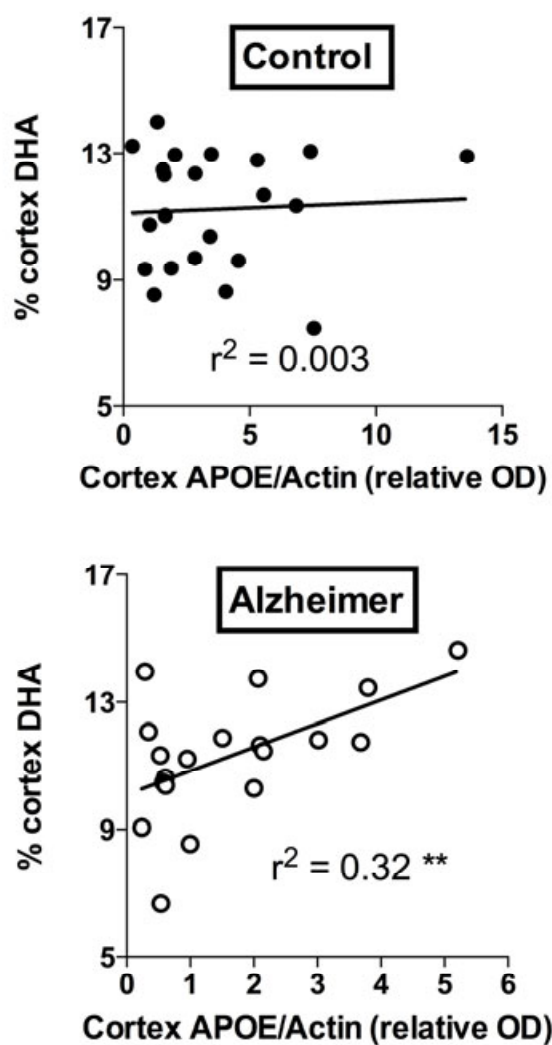 Control
17
13
9
5
% cortex DHA
r² = 0.003
0 5 10 15
Cortex APOE/Actin (relative OD)
Alzheimer
17
13
9
5
% cortex DHA
r² = 0.32 **
0 1 2 3 4 5 6
Cortex APOE/Actin (relative OD)